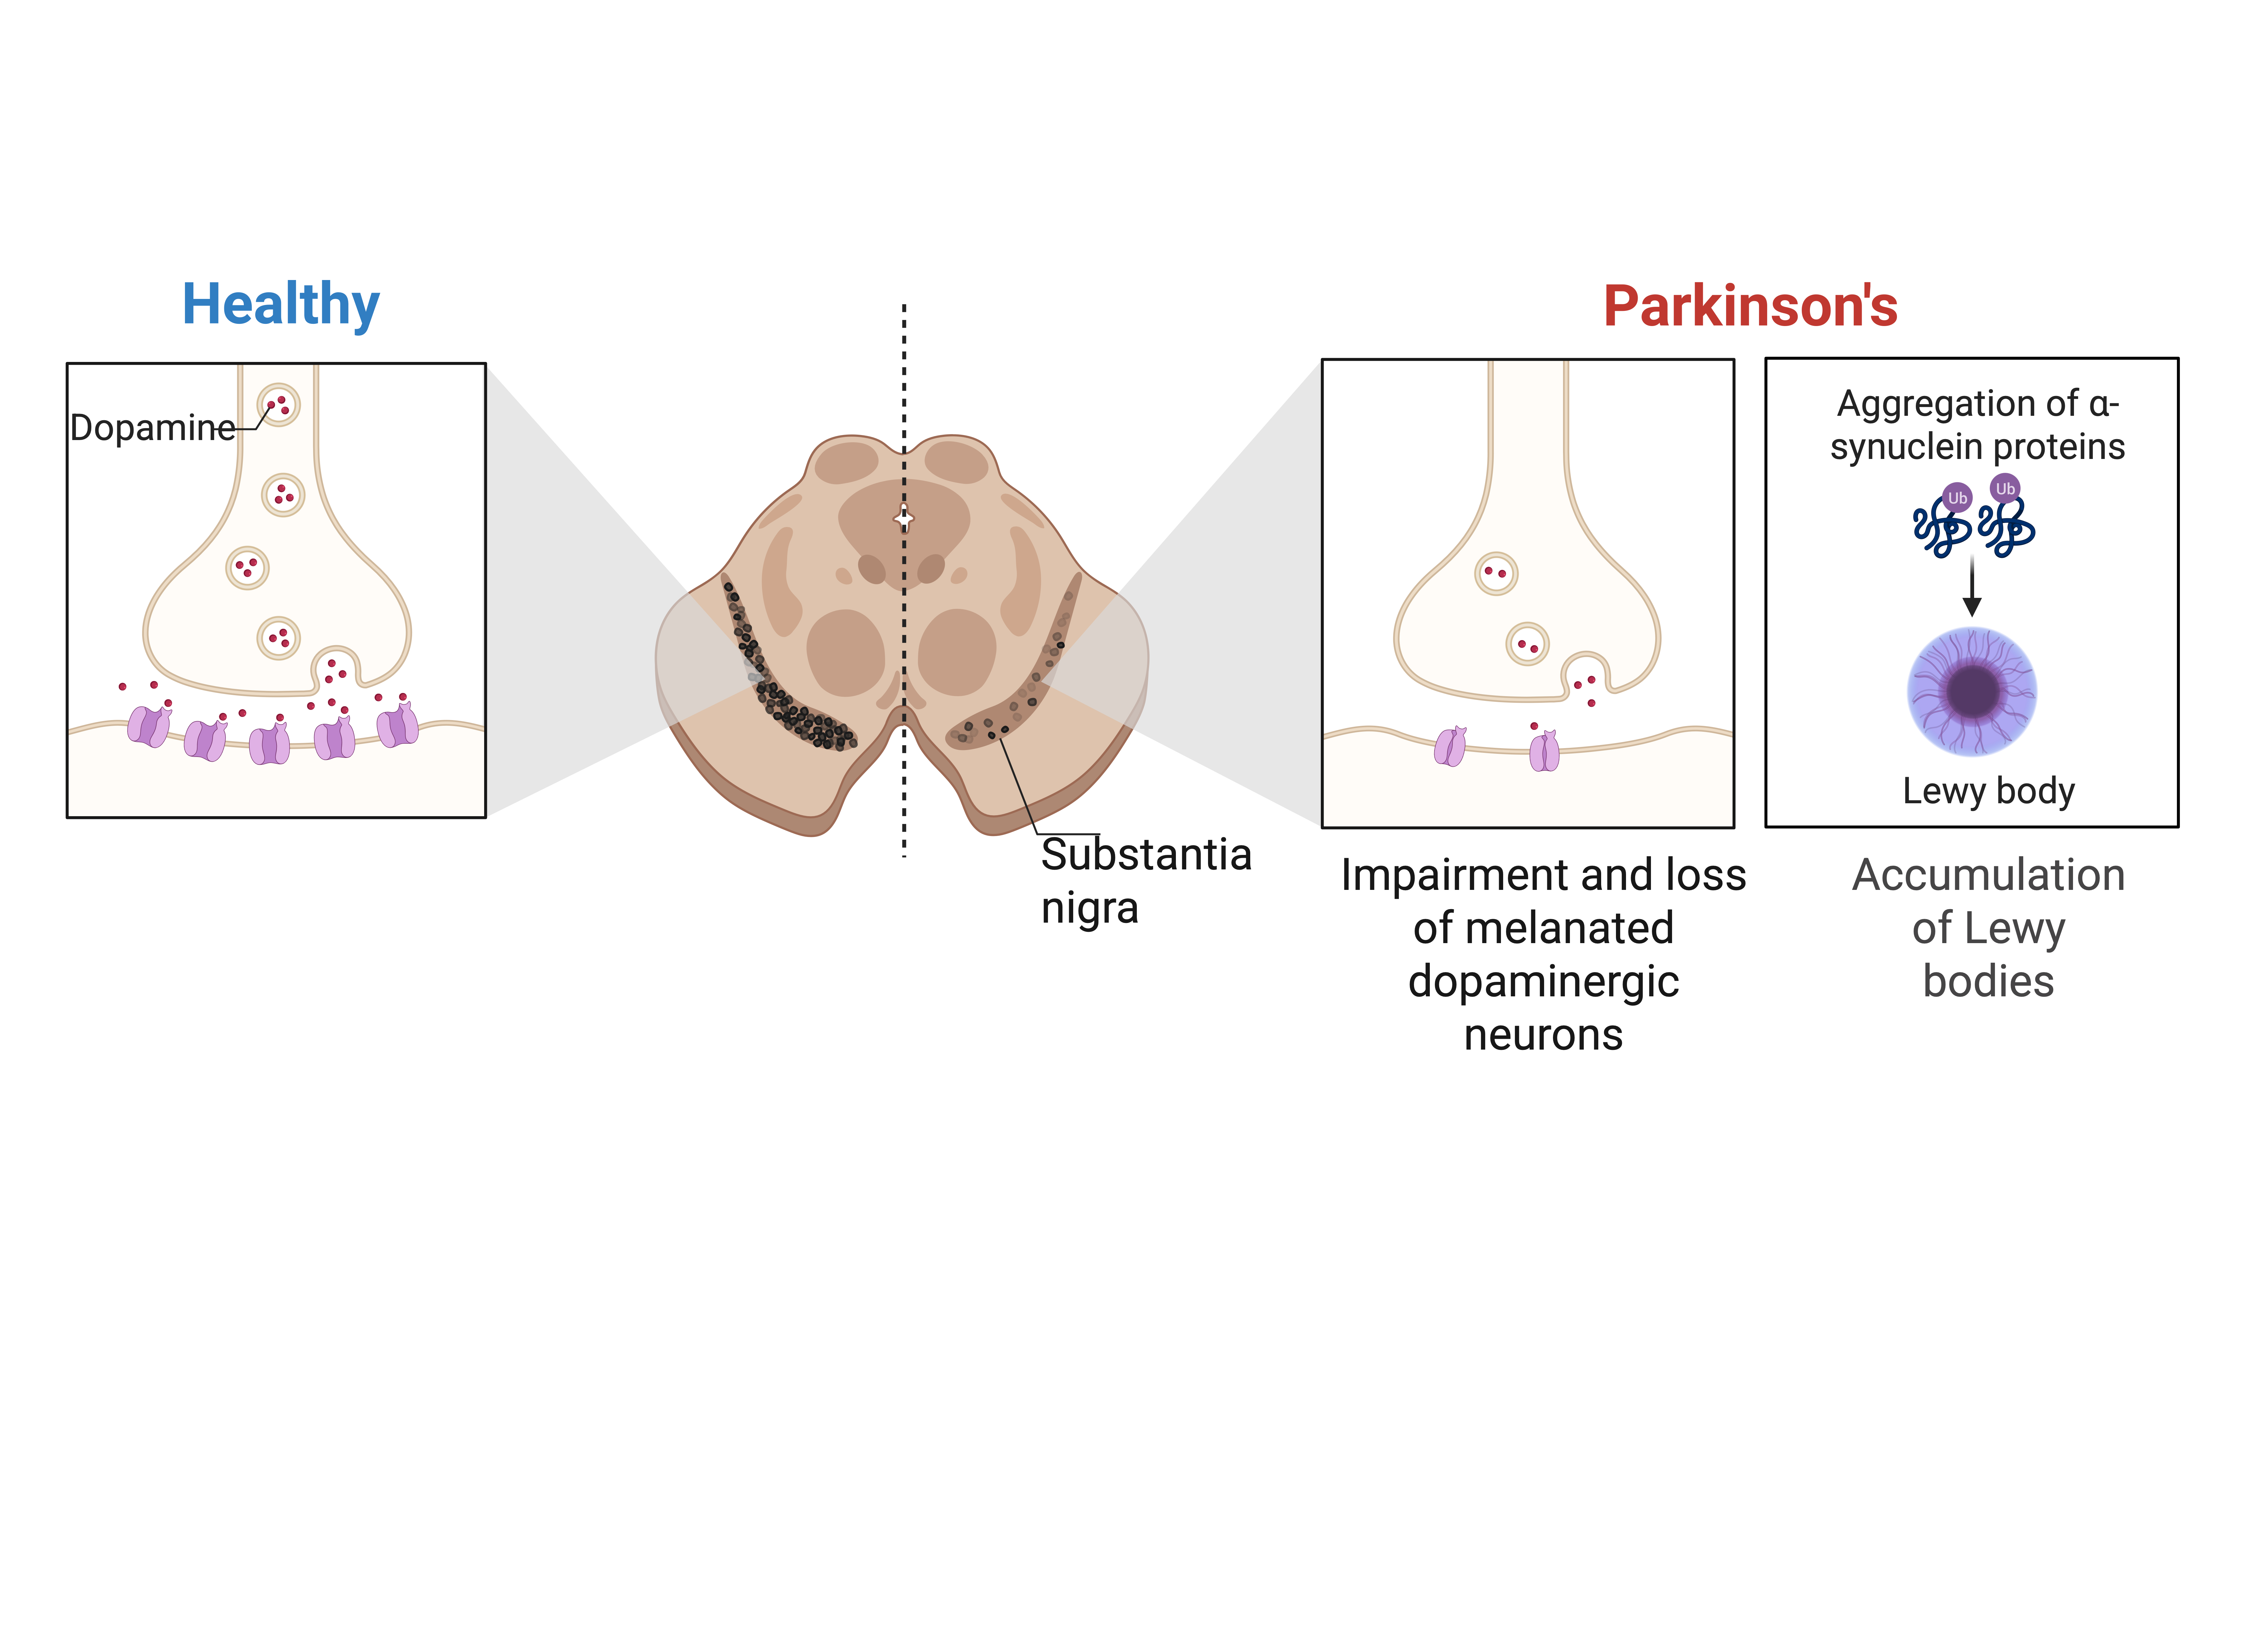 Healthy
Parkinson's
Dopamine
Aggregation of α-
synuclein proteins
Ub
Ub
Lewy body
Substantia
nigra
Impairment and loss
of melanated
dopaminergic
neurons
Accumulation
of Lewy
bodies